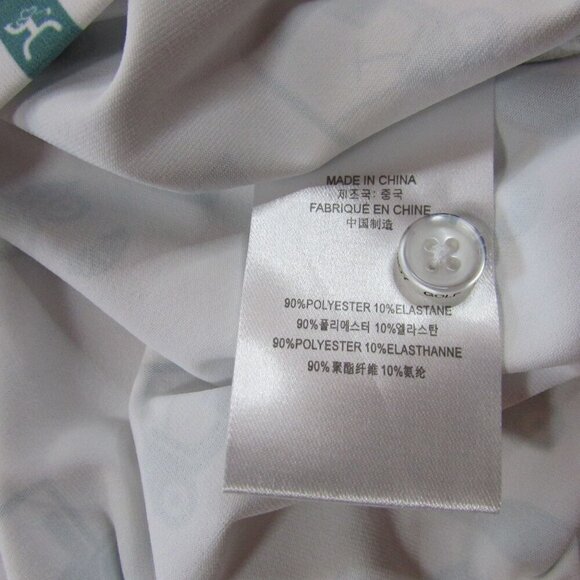 MADE IN CHINA
제조국: 중국
FABRIQUÉ EN CHINE
中国制造
GOLF
90%POLYESTER 10%ELASTANE
90%폴리에스터 10%엘라스탄
90%POLYESTER 10%ELASTHANNE
90%聚酯纤维 10%氨纶